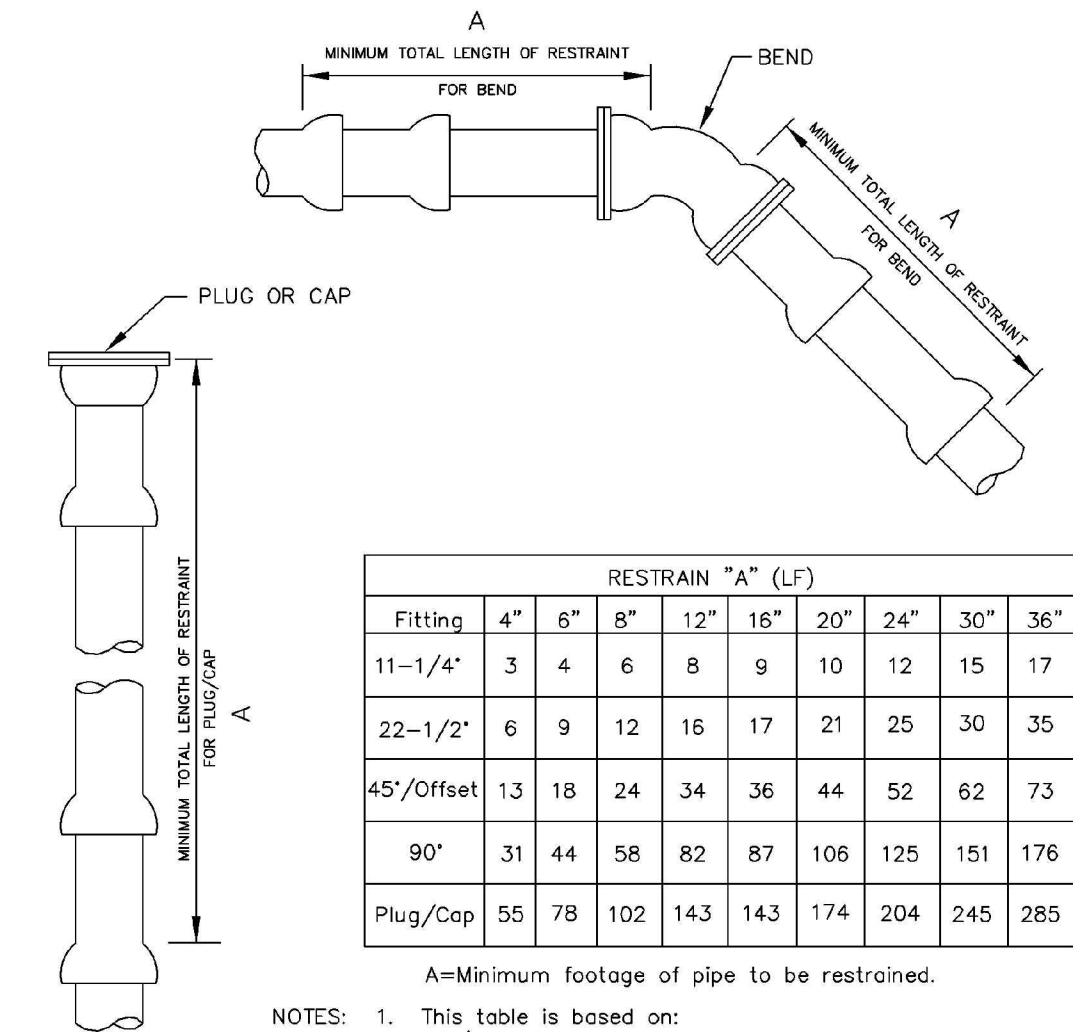 A
MINIMUM TOTAL LENGTH OF RESTRAINT
FOR BEND
BEND
MINIMUM TOTAL LENGTH OF RESTRAINT
FOR BEND
A
PLUG OR CAP
MINIMUM TOTAL LENGTH OF RESTRAINT
FOR PLUG/CAP
A
RESTRAIN "A" (LF)
Fitting 4" 6" 8" 12" 16" 20" 24" 30" 36"
11-1/4° 3 4 6 8 9 10 12 15 17
22-1/2° 6 9 12 16 17 21 25 30 35
45°/Offset 13 18 24 34 36 44 52 62 73
90° 31 44 58 82 87 106 125 151 176
Plug/Cap 55 78 102 143 143 174 204 245 285
A=Minimum footage of pipe to be restrained.
NOTES: 1. This table is based on: